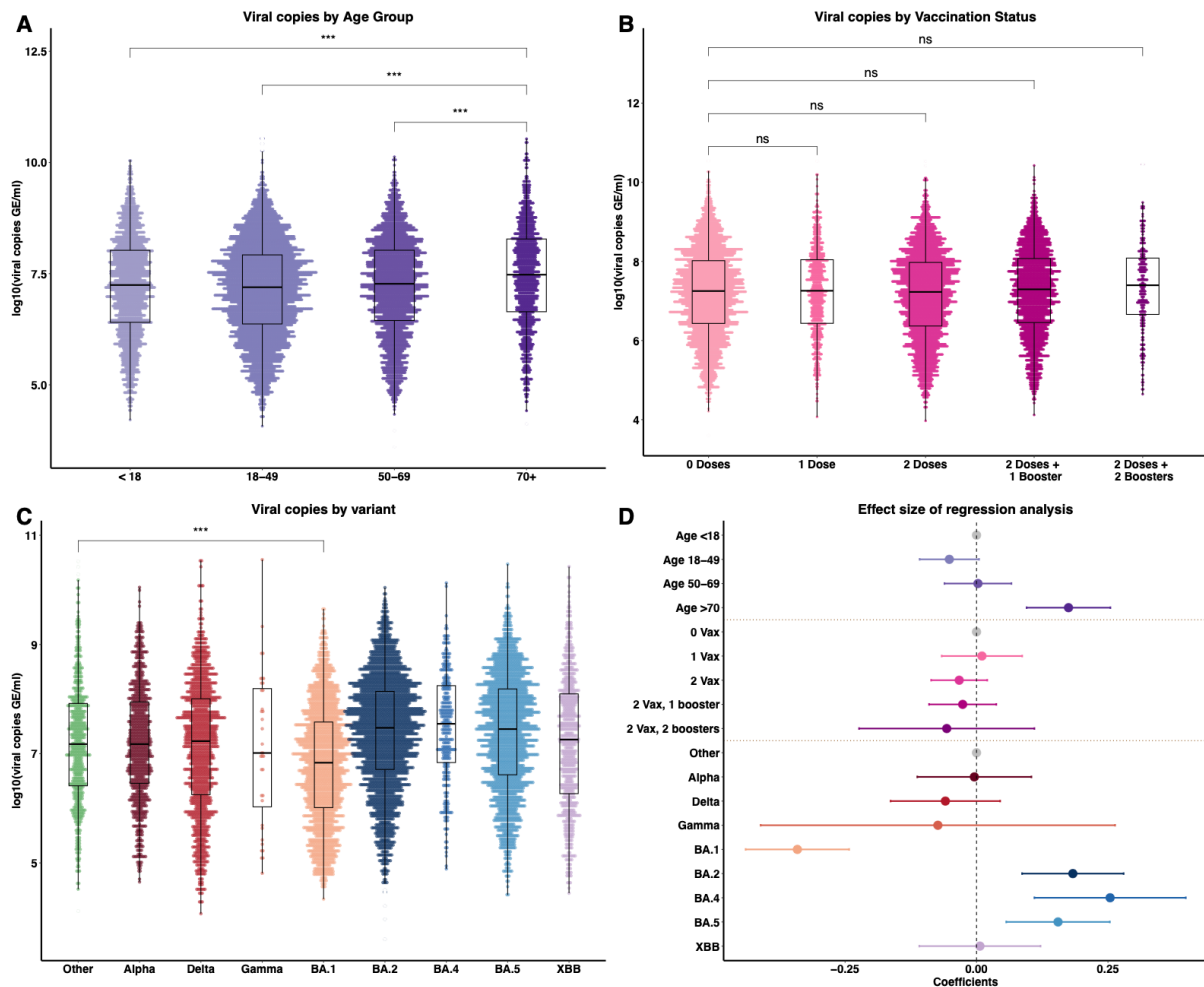 A
Viral copies by Age Group
***
***
***
12.5
10.0
7.5
5.0
log10(viral copies GE/ml)
< 18
18–49
50–69
70+
B
Viral copies by Vaccination Status
ns
ns
ns
ns
12
10
8
6
4
log10(viral copies GE/ml)
0 Doses
1 Dose
2 Doses
2 Doses +
1 Booster
2 Doses +
2 Boosters
C
Viral copies by variant
***
11
9
7
5
log10(viral copies GE/ml)
Other
Alpha
Delta
Gamma
BA.1
BA.2
BA.4
BA.5
XBB
D
Effect size of regression analysis
Age <18
Age 18–49
Age 50–69
Age >70
0 Vax
1 Vax
2 Vax
2 Vax, 1 booster
2 Vax, 2 boosters
Other
Alpha
Delta
Gamma
BA.1
BA.2
BA.4
BA.5
XBB
−0.25
0.00
0.25
Coefficients